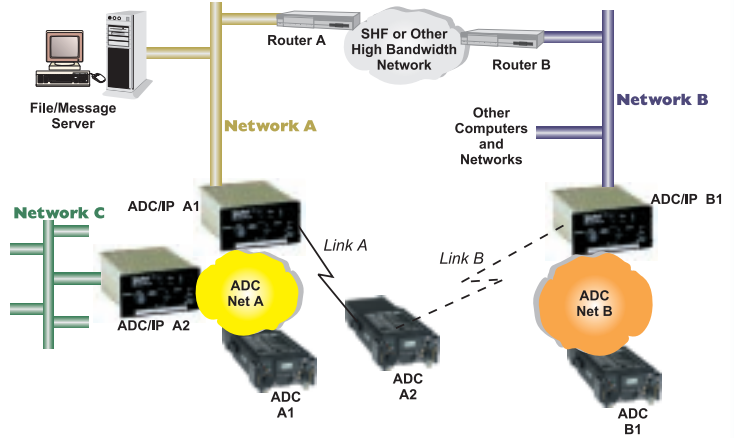 Router A
SHF or Other
High Bandwidth
Network
Router B
File/Message
Server
Network A
Network B
Other
Computers
and
Networks
ADC/IP A1
ADC/IP B1
Network C
Link A
Link B
ADC
Net A
ADC
Net B
ADC/IP A2
ADC
A1
ADC
A2
ADC
B1